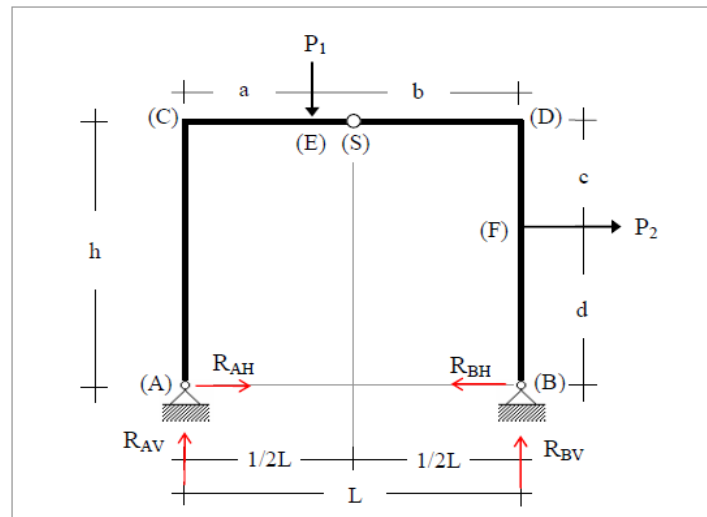 P1
a b
(C) (D)
(E) (S)
c
(F) P2
h
d
RAH RBH
(A) (B)
RAV RBV
1/2L 1/2L
L